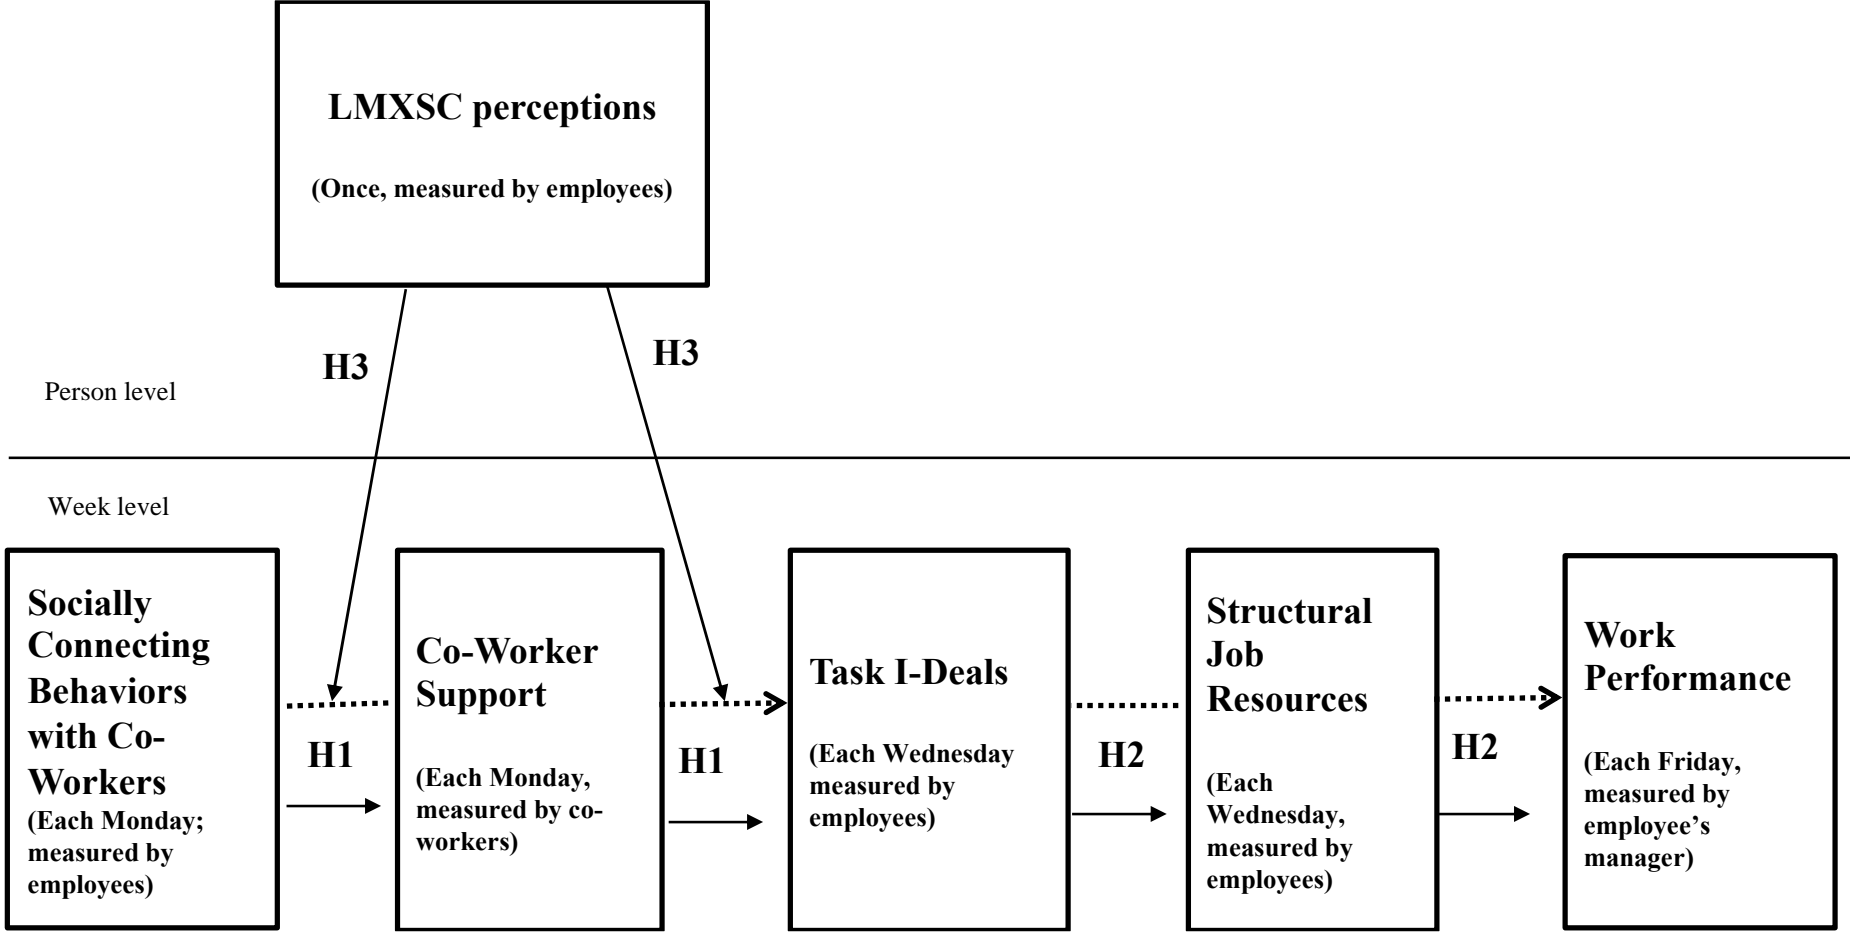 LMXSC perceptions
(Once, measured by employees)
H3
H3
Person level
Week level
Socially
Connecting
Behaviors
with Co-
Workers
(Each Monday;
measured by
employees)
H1
Co-Worker
Support
(Each Monday,
measured by co-
workers)
H1
Task I-Deals
(Each Wednesday
measured by
employees)
H2
Structural
Job
Resources
(Each
Wednesday,
measured by
employees)
H2
Work
Performance
(Each Friday,
measured by
employee’s
manager)